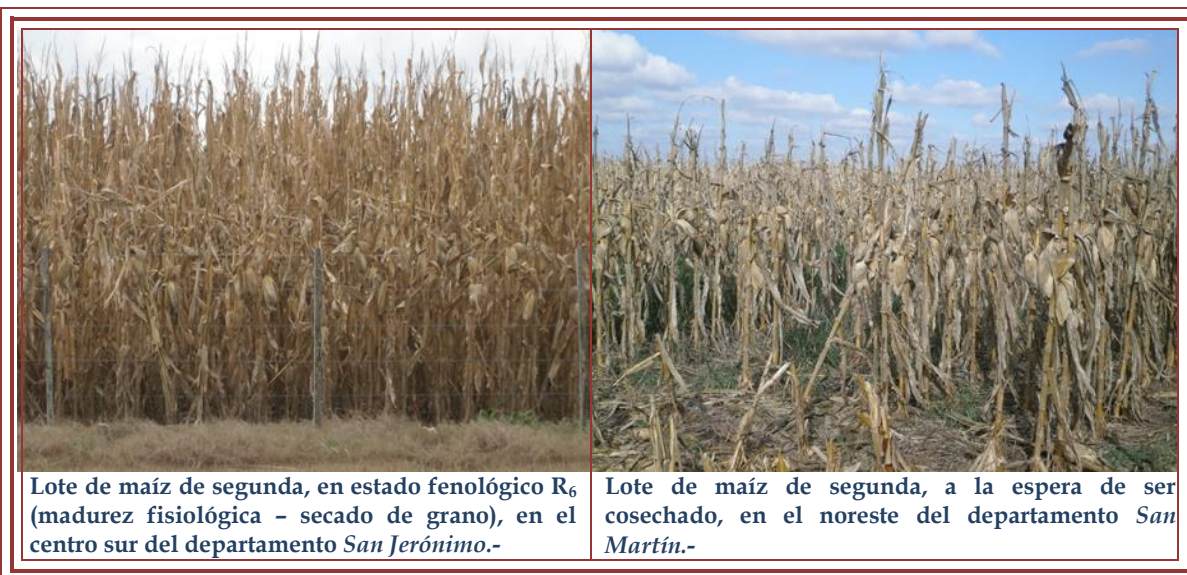 Lote de maíz de segunda, en estado fenológico R₆
(madurez fisiológica – secado de grano), en el
centro sur del departamento San Jerónimo.-
Lote de maíz de segunda, a la espera de ser
cosechado, en el noreste del departamento San
Martín.-